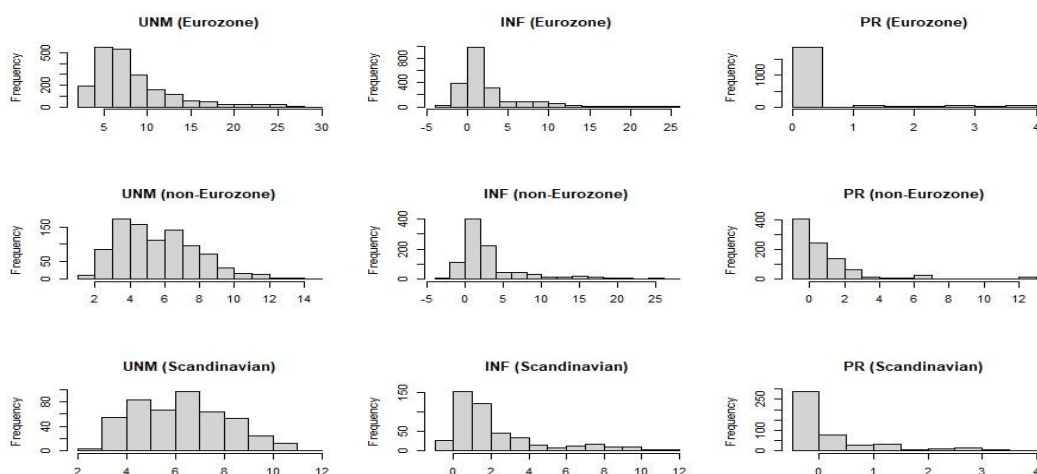 UNM (Eurozone)
Frequency
0 200 500
5 10 15 20 25 30
INF (Eurozone)
Frequency
0 400 800
-5 0 5 10 15 20 25
PR (Eurozone)
Frequency
0 1000
0 1 2 3 4
UNM (non-Eurozone)
Frequency
0 50 150
2 4 6 8 10 12 14
INF (non-Eurozone)
Frequency
0 200 400
-5 0 5 10 15 20 25
PR (non-Eurozone)
Frequency
0 200 400
0 2 4 6 8 10 12
UNM (Scandinavian)
Frequency
0 40 80
2 4 6 8 10 12
INF (Scandinavian)
Frequency
0 50 150
0 2 4 6 8 10 12
PR (Scandinavian)
Frequency
0 100 250
0 1 2 3 4